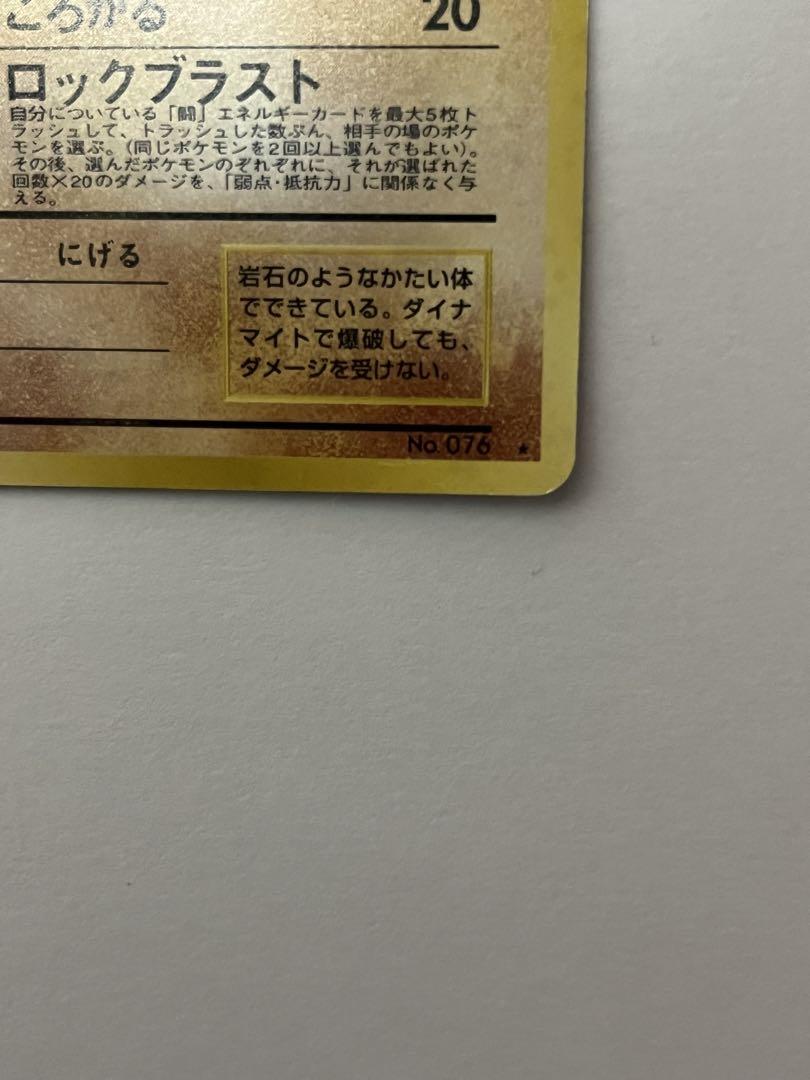 ころがる 20
ロックブラスト
自分についている「闘」エネルギーカードを最大5枚ト
ラッシュして、トラッシュした数ぶん、相手の場のポケ
モンを選ぶ。(同じポケモンを2回以上選んでもよい)。
その後、選んだポケモンのぞれぞれに、それが選ばれた
回数×20のダメージを、「弱点・抵抗力」に関係なく与
える。
にげる
岩石のようなかたい体
でできている。ダイナ
マイトで爆破しても、
ダメージを受けない。
No. 076 ★